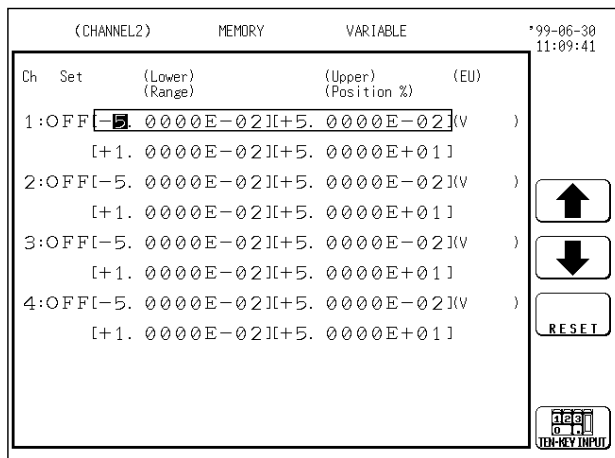 (CHANNEL2) MEMORY VARIABLE '99-06-30
11:09:41
Ch Set (Lower) (Upper) (EU)
(Range) (Position %)
1:OFF[-5. 0000E-02][+5. 0000E-02](V )
[+1. 0000E-02][+5. 0000E+01]
2:OFF[-5. 0000E-02][+5. 0000E-02](V )
[+1. 0000E-02][+5. 0000E+01]
3:OFF[-5. 0000E-02][+5. 0000E-02](V )
[+1. 0000E-02][+5. 0000E+01]
4:OFF[-5. 0000E-02][+5. 0000E-02](V )
[+1. 0000E-02][+5. 0000E+01]
RESET
123
0 .
TEN-KEY INPUT